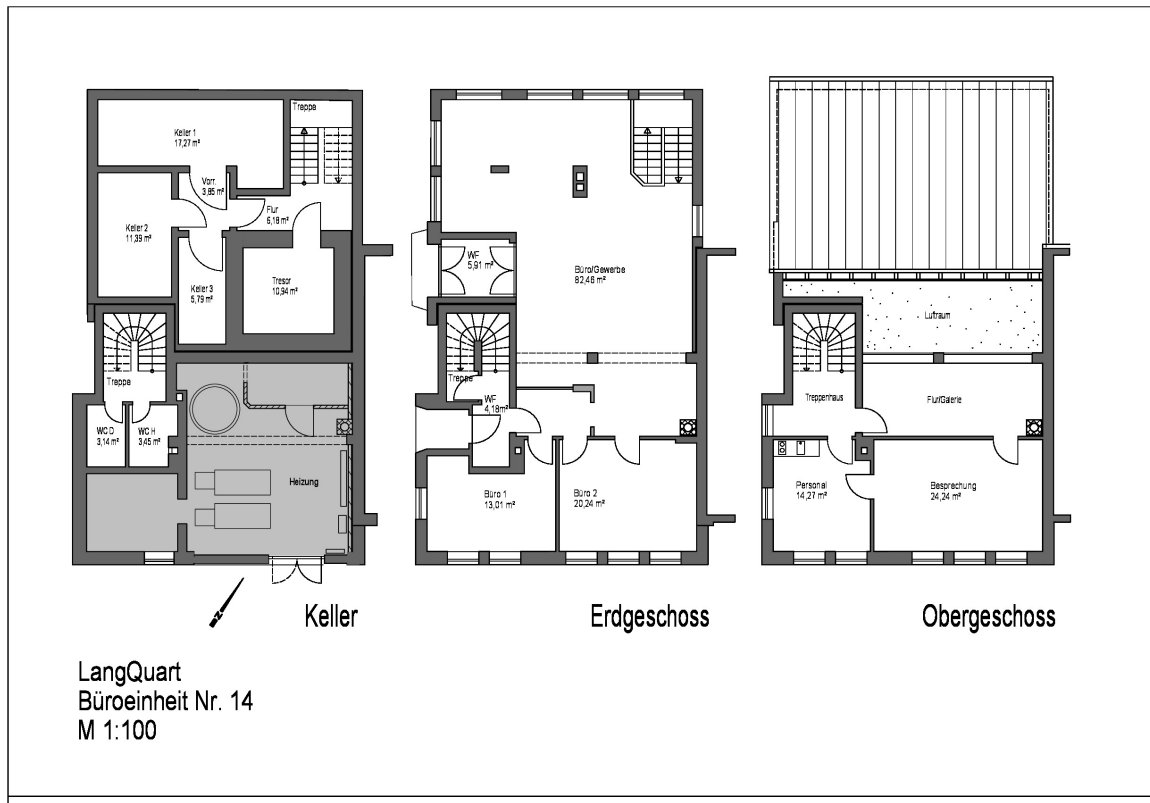 Treppe
Keller 1
17,27 m²
Vorr.
3,85 m²
Flur
6,18 m²
Keller 2
11,39 m²
Keller 3
5,79 m²
Tresor
10,94 m²
Treppe
WC D
3,14 m²
WC H
3,45 m²
Heizung
Keller
WF
5,91 m²
Büro/Gewerbe
82,48 m²
Treppe
WF
4,18m²
Büro 1
13,01 m²
Büro 2
20,24 m²
Erdgeschoss
Luftraum
Treppenhaus
Flur/Galerie
Personal
14,27 m²
Besprechung
24,24 m²
Obergeschoss
LangQuart
Büroeinheit Nr. 14
M 1:100